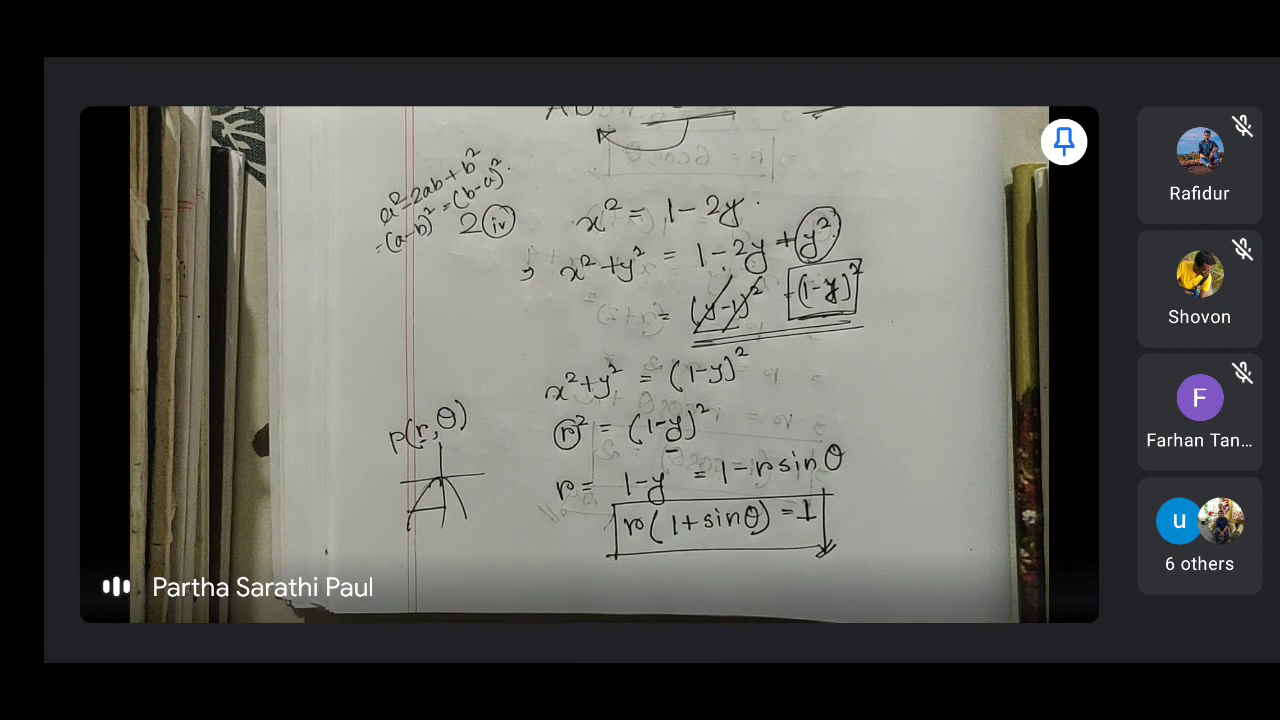 a²-2ab+b²
=(a-b)²=(b-a)².
2 (iv)
x² = 1-2y.
⇒ x²+y² = 1-2y+y²
= (y-1)² =(1-y)²
x²+y² = (1-y)²
r² = (1-y)²
P(r,θ)
r = 1-y = 1-r sinθ
r(1+sinθ)=1
Partha Sarathi Paul
Rafidur
Shovon
F
Farhan Tan...
u
6 others